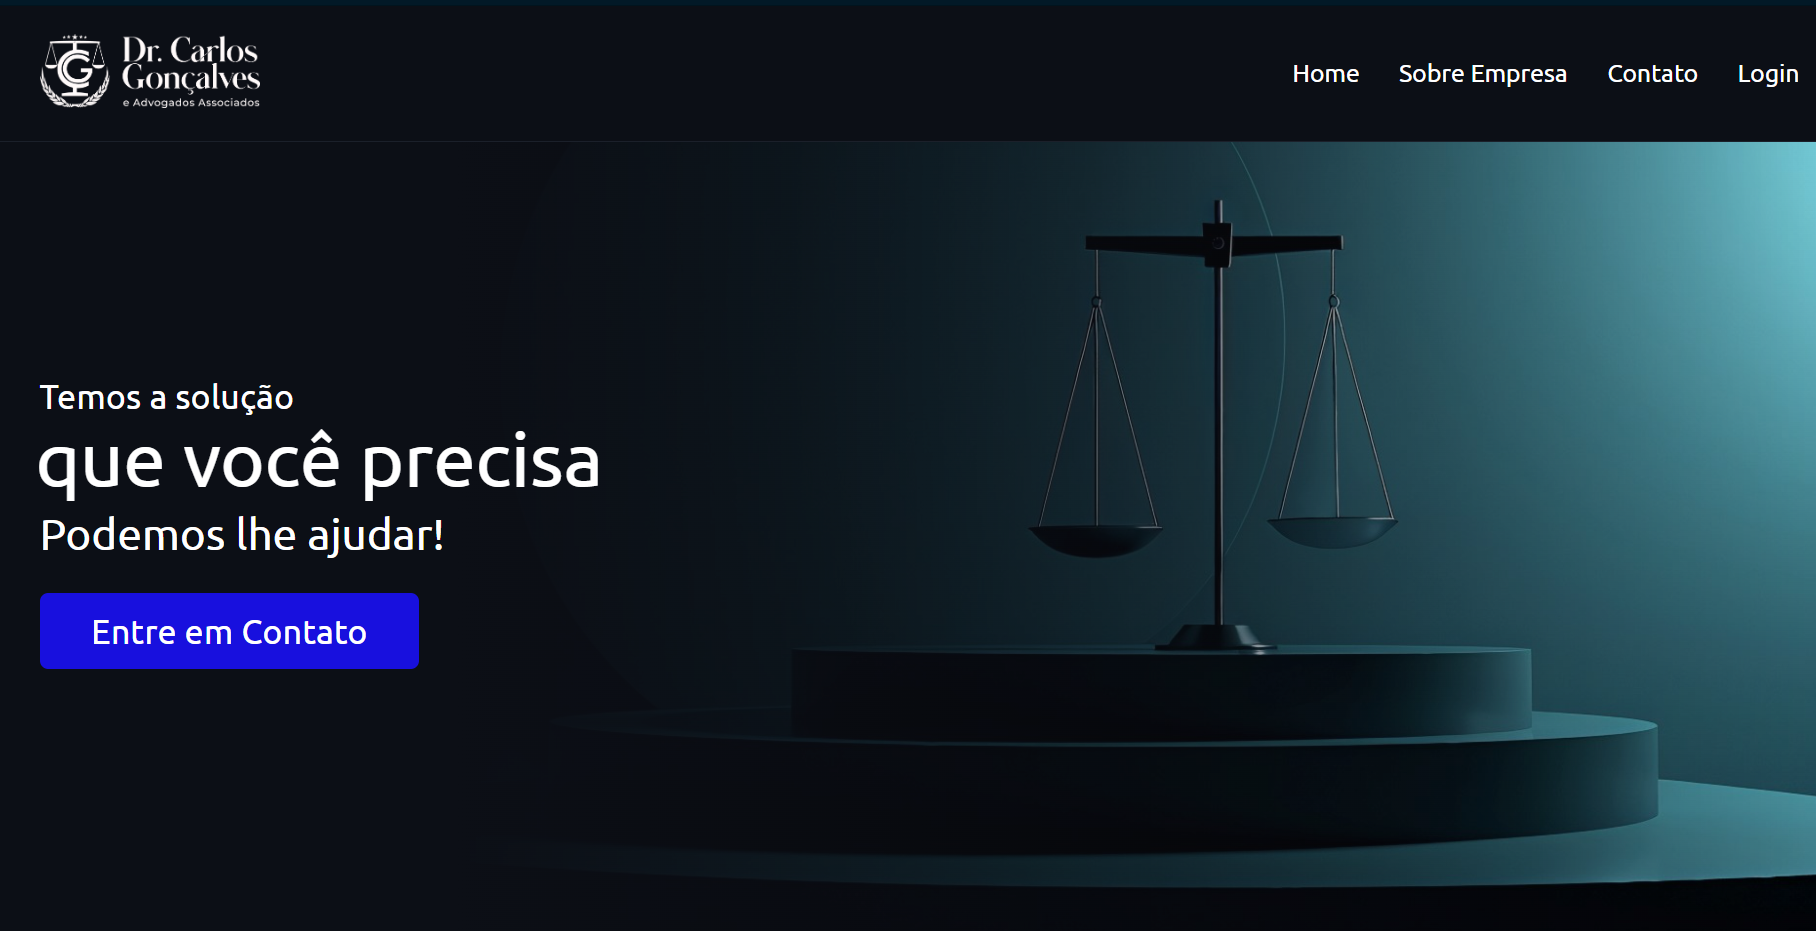 Dr. Carlos
Gonçalves
e Advogados Associados
Home Sobre Empresa Contato Login
Temos a solução
que você precisa
Podemos lhe ajudar!
Entre em Contato